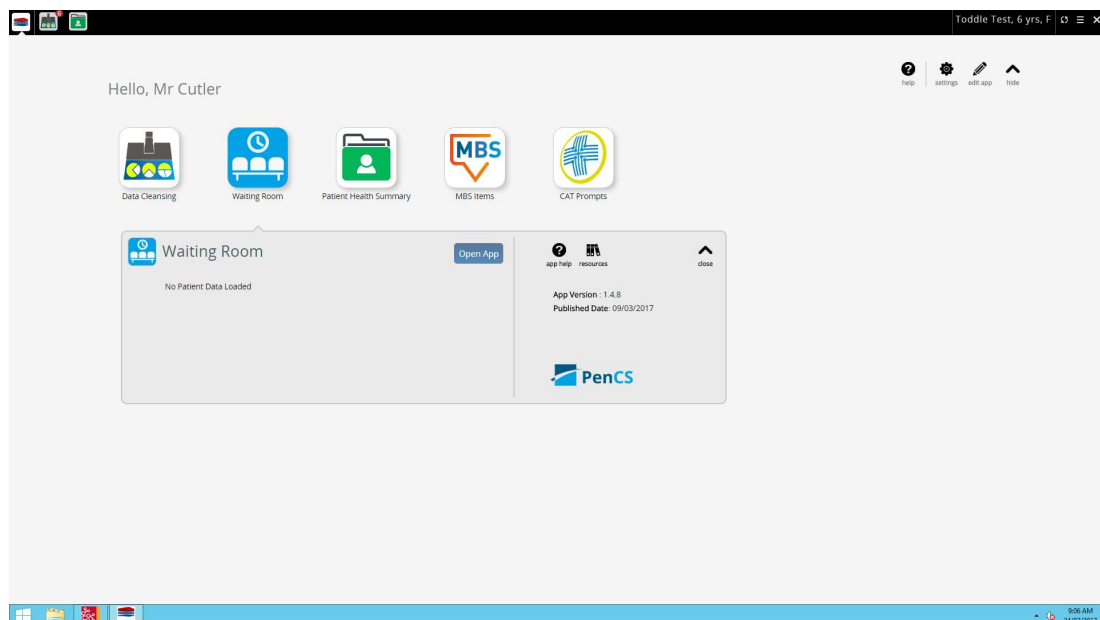 6
Toddle Test, 6 yrs, F
help
settings
edit app
hide
Hello, Mr Cutler
MBS
Data Cleansing
Waiting Room
Patient Health Summary
MBS Items
CAT Prompts
Waiting Room
Open App
app help
resources
close
No Patient Data Loaded
App Version : 1.4.8
Published Date: 09/03/2017
PenCS
9:06 AM